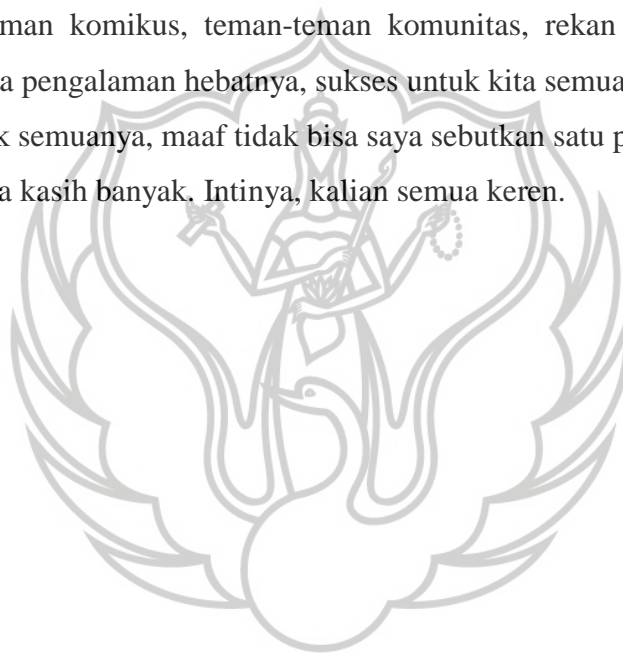 man komikus, teman-teman komunitas, rekan
a pengalaman hebatnya, sukses untuk kita semua
k semuanya, maaf tidak bisa saya sebutkan satu p
a kasih banyak. Intinya, kalian semua keren.